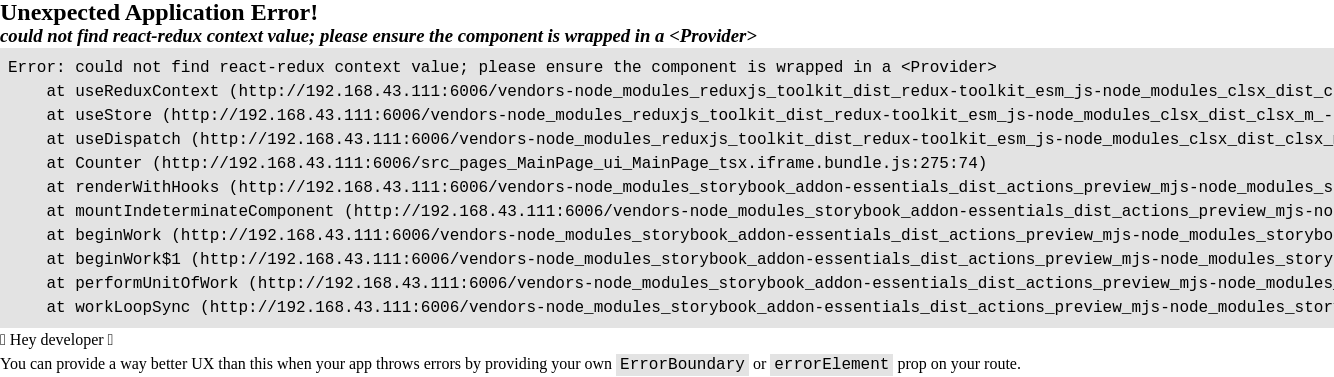 Unexpected Application Error!
could not find react-redux context value; please ensure the component is wrapped in a <Provider>
Error: could not find react-redux context value; please ensure the component is wrapped in a <Provider>
    at useReduxContext (http://192.168.43.111:6006/vendors-node_modules_reduxjs_toolkit_dist_redux-toolkit_esm_js-node_modules_clsx_dist_c
    at useStore (http://192.168.43.111:6006/vendors-node_modules_reduxjs_toolkit_dist_redux-toolkit_esm_js-node_modules_clsx_dist_clsx_m_-
    at useDispatch (http://192.168.43.111:6006/vendors-node_modules_reduxjs_toolkit_dist_redux-toolkit_esm_js-node_modules_clsx_dist_clsx_
    at Counter (http://192.168.43.111:6006/src_pages_MainPage_ui_MainPage_tsx.iframe.bundle.js:275:74)
    at renderWithHooks (http://192.168.43.111:6006/vendors-node_modules_storybook_addon-essentials_dist_actions_preview_mjs-node_modules_s
    at mountIndeterminateComponent (http://192.168.43.111:6006/vendors-node_modules_storybook_addon-essentials_dist_actions_preview_mjs-no
    at beginWork (http://192.168.43.111:6006/vendors-node_modules_storybook_addon-essentials_dist_actions_preview_mjs-node_modules_storybo
    at beginWork$1 (http://192.168.43.111:6006/vendors-node_modules_storybook_addon-essentials_dist_actions_preview_mjs-node_modules_story
    at performUnitOfWork (http://192.168.43.111:6006/vendors-node_modules_storybook_addon-essentials_dist_actions_preview_mjs-node_modules_
    at workLoopSync (http://192.168.43.111:6006/vendors-node_modules_storybook_addon-essentials_dist_actions_preview_mjs-node_modules_stor
Hey developer
You can provide a way better UX than this when your app throws errors by providing your own ErrorBoundary or errorElement prop on your route.